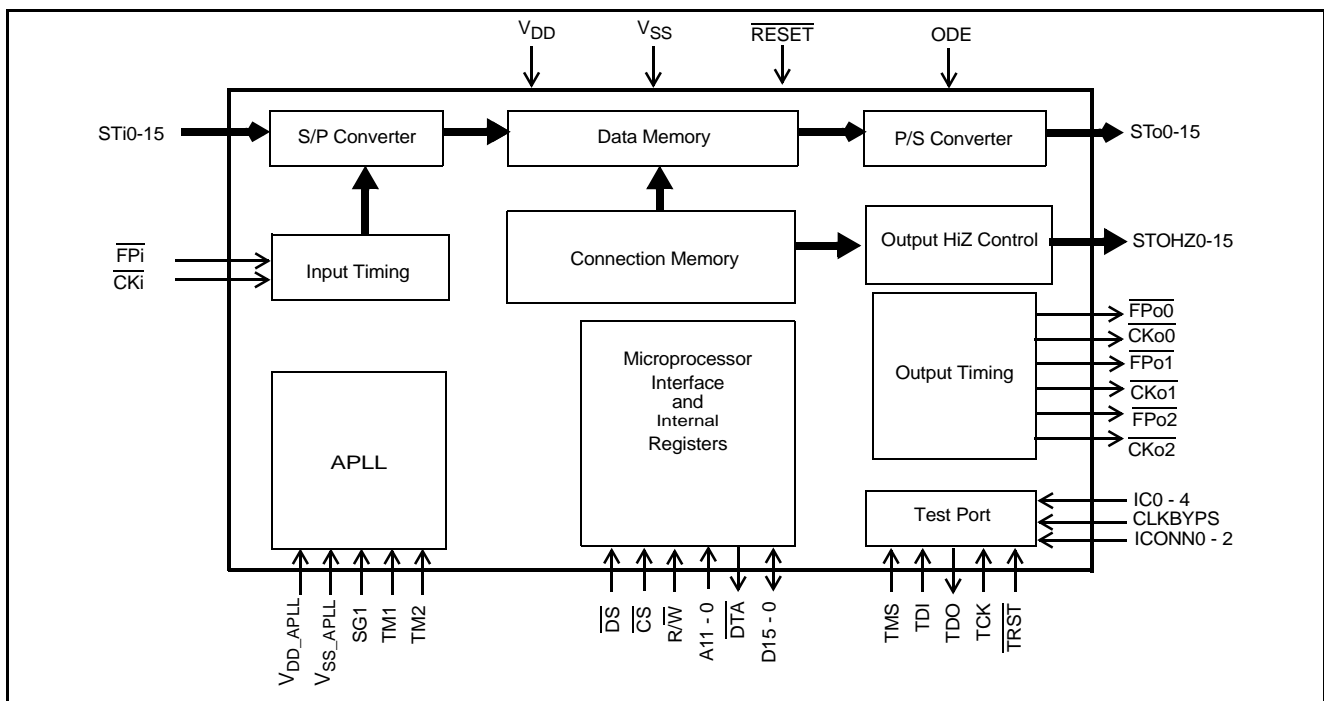 VDD
VSS
RESET
ODE
STi0-15
S/P Converter
Data Memory
P/S Converter
STo0-15
FPi
CKi
Input Timing
Connection Memory
Output HiZ Control
STOHZ0-15
APLL
Microprocessor
Interface
and
Internal
Registers
Output Timing
FPo0
CKo0
FPo1
CKo1
FPo2
CKo2
Test Port
IC0 - 4
CLKBYPS
ICONN0 - 2
VDD_APLL
VSS_APLL
SG1
TM1
TM2
DS
CS
R/W
A11 - 0
DTA
D15 - 0
TMS
TDI
TDO
TCK
TRST